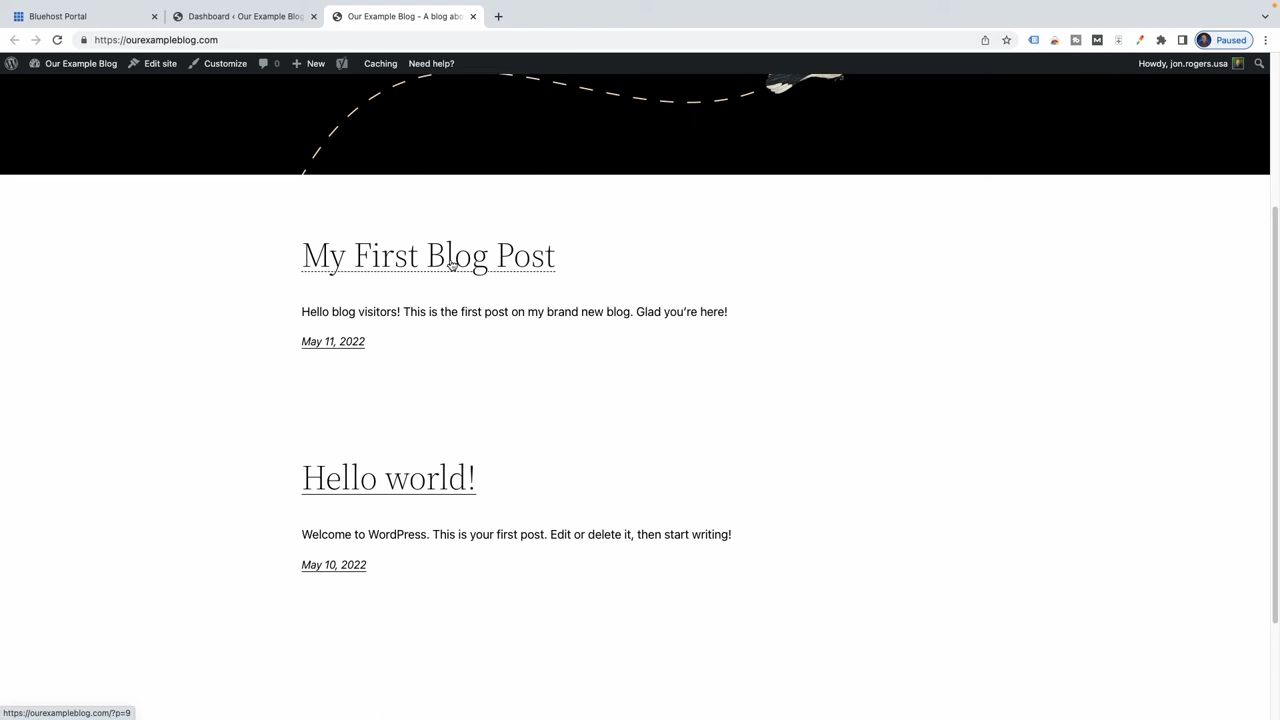 Bluehost Portal
Dashboard ‹ Our Example Blog
Our Example Blog - A blog abo
https://ourexampleblog.com
Paused
Our Example Blog Edit site Customize 0 New Caching Need help? Howdy, jon.rogers.usa
My First Blog Post
Hello blog visitors! This is the first post on my brand new blog. Glad you’re here!
May 11, 2022
Hello world!
Welcome to WordPress. This is your first post. Edit or delete it, then start writing!
May 10, 2022
https://ourexampleblog.com/?p=9